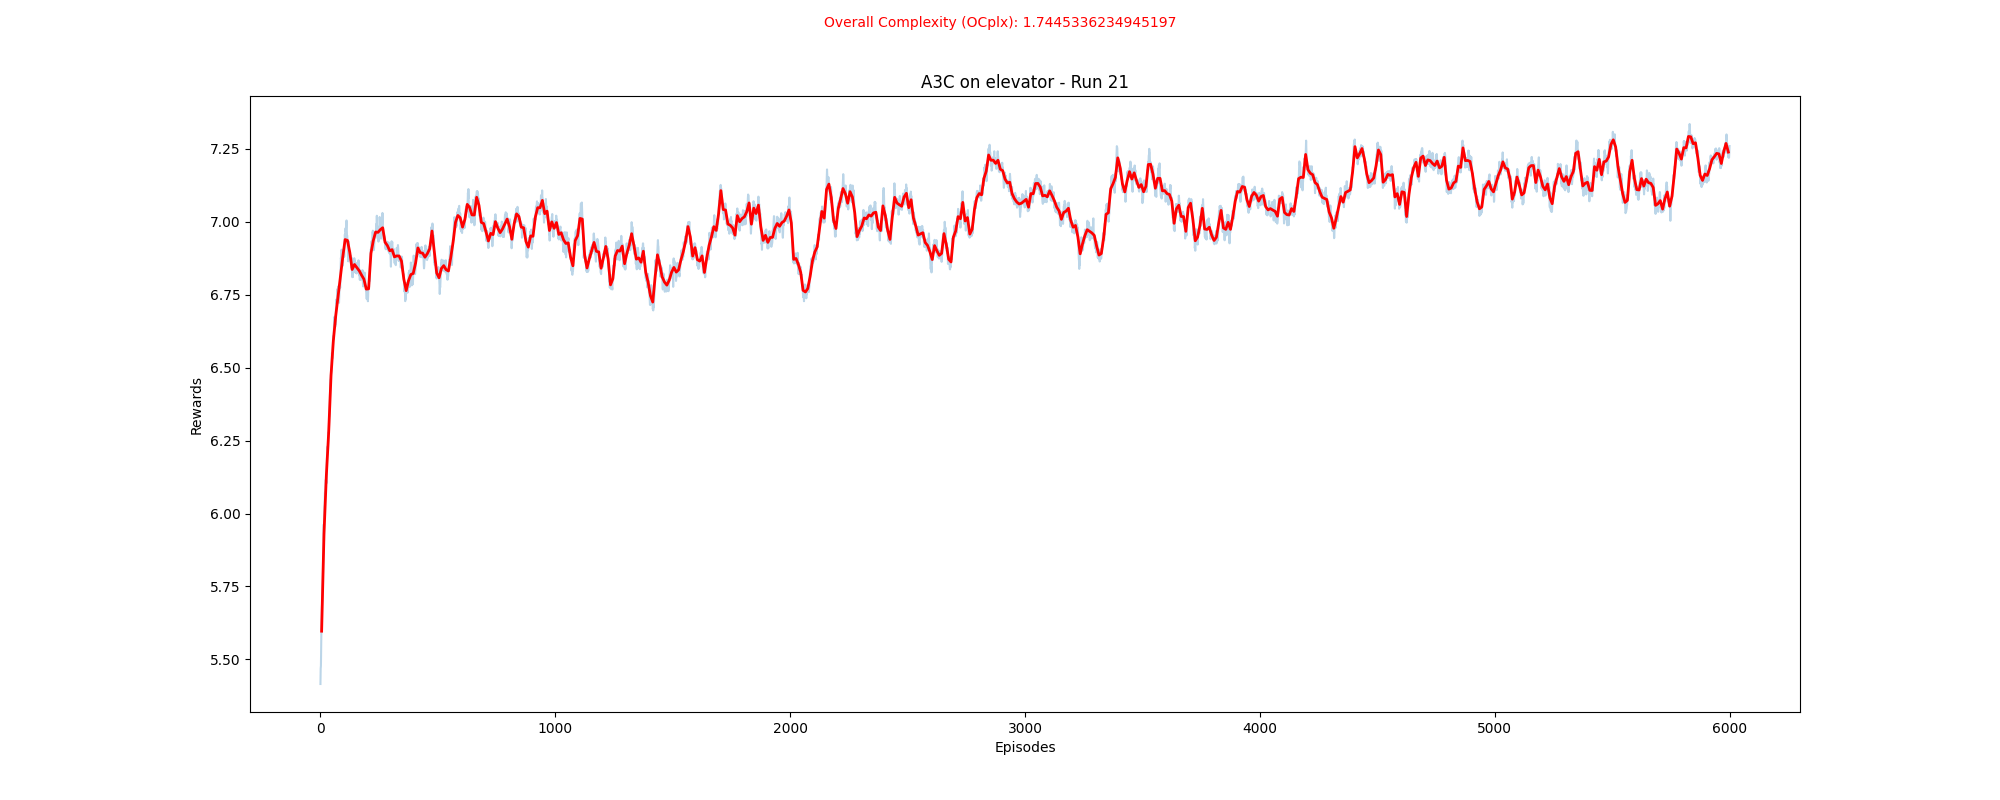 Overall Complexity (OCplx): 1.7445336234945197
A3C on elevator - Run 21
7.25
7.00
6.75
6.50
6.25
6.00
5.75
5.50
Rewards
0 1000 2000 3000 4000 5000 6000
Episodes